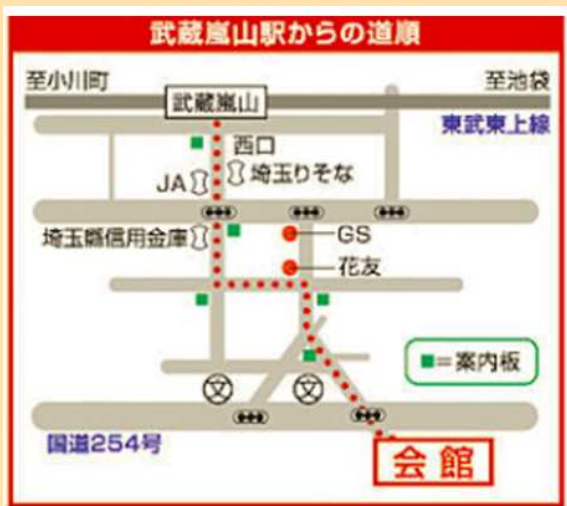 武蔵嵐山駅からの道順
至小川町
至池袋
武蔵嵐山
東武東上線
西口
JA
埼玉りそな
埼玉縣信用金庫
GS
花友
■=案内板
文
文
国道254号
会館